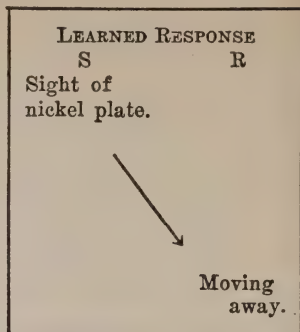 LEARNED RESPONSE
S R
Sight of
nickel plate.
Moving
away.